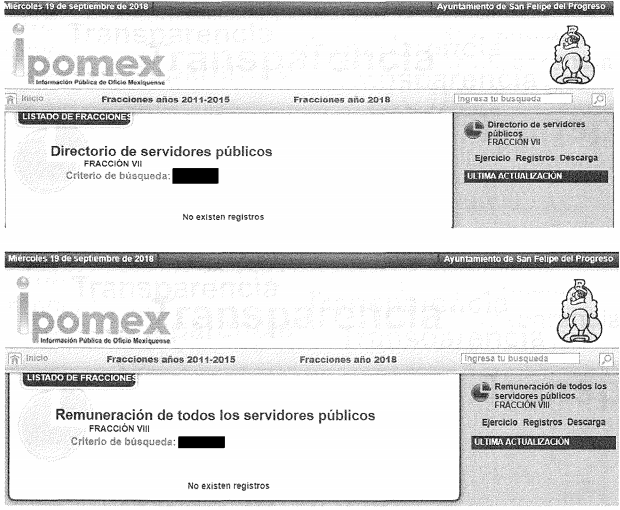 Miércoles 19 de septiembre de 2018 Ayuntamiento de San Felipe del Progreso
Transparencia
transparencia
ipomex
Información Pública de Oficio Mexiquense
Inicio Fracciones años 2011-2015 Fracciones año 2018 Ingresa tu busqueda
LISTADO DE FRACCIONES
Directorio de servidores públicos
FRACCIÓN VII
Criterio de búsqueda:
No existen registros
Directorio de servidores
públicos
FRACCIÓN VII
Ejercicio Registros Descarga
ULTIMA ACTUALIZACIÓN
Miércoles 19 de septiembre de 2018 Ayuntamiento de San Felipe del Progreso
Transparencia
transparencia
ipomex
Información Pública de Oficio Mexiquense
Inicio Fracciones años 2011-2015 Fracciones año 2018 Ingresa tu busqueda
LISTADO DE FRACCIONES
Remuneración de todos los servidores públicos
FRACCIÓN VIII
Criterio de búsqueda:
No existen registros
Remuneración de todos los
servidores públicos
FRACCIÓN VIII
Ejercicio Registros Descarga
ULTIMA ACTUALIZACIÓN